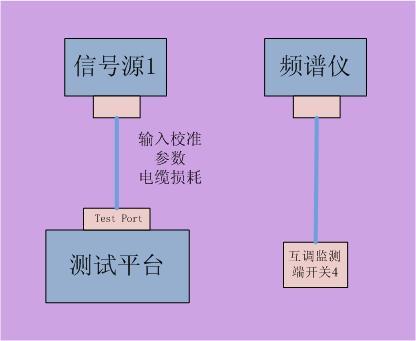 信号源1
频谱仪
输入校准
参数
电缆损耗
Test Port
测试平台
互调监测
端开关4